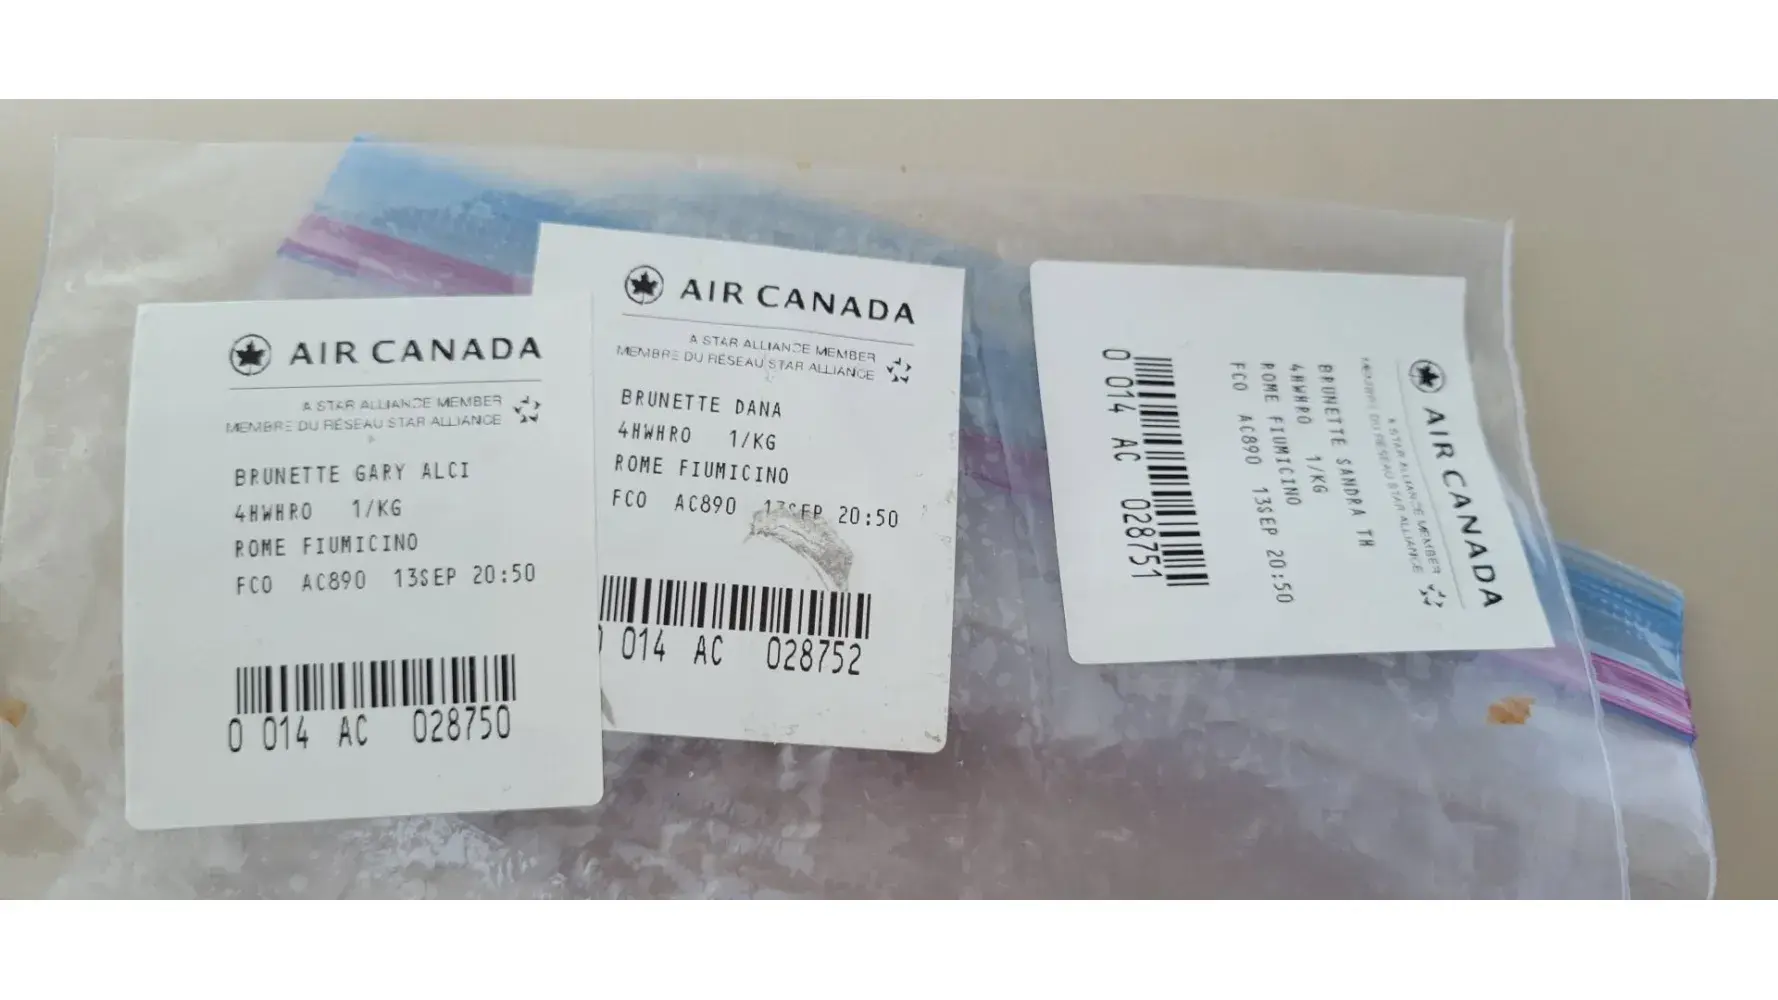 AIR CANADA
A STAR ALLIANCE MEMBER
MEMBRE DU RÉSEAU STAR ALLIANCE
BRUNETTE GARY ALCI
4HWHRO 1/KG
ROME FIUMICINO
FCO AC890 13SEP 20:50
0 014 AC 028750
AIR CANADA
A STAR ALLIANCE MEMBER
MEMBRE DU RÉSEAU STAR ALLIANCE
BRUNETTE DANA
4HWHRO 1/KG
ROME FIUMICINO
FCO AC890 13SEP 20:50
0 014 AC 028752
AIR CANADA
A STAR ALLIANCE MEMBER
MEMBRE DU RÉSEAU STAR ALLIANCE
BRUNETTE SANDRA TH
4HWHRO 1/KG
ROME FIUMICINO
FCO AC890 13SEP 20:50
0 014 AC 028751